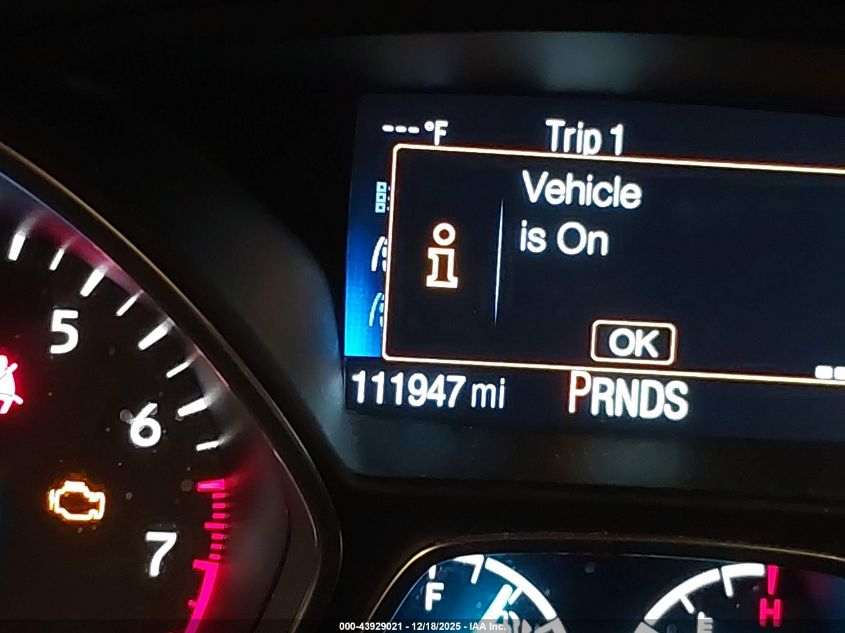 ---°F
Trip 1
Vehicle
is On
OK
111947 mi
PRNDS
5
6
7
F
E
H
000-43929021 - 12/18/2025 - IAA Inc.